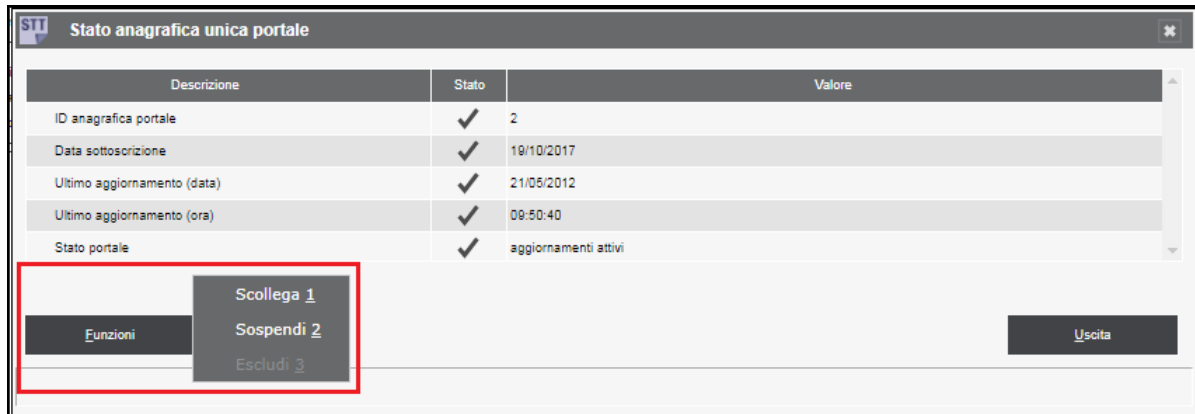 STT Stato anagrafica unica portale
Descrizione Stato Valore
ID anagrafica portale 2
Data sottoscrizione 19/10/2017
Ultimo aggiornamento (data) 21/05/2012
Ultimo aggiornamento (ora) 09:50:40
Stato portale aggiornamenti attivi
Scollega 1
Funzioni Sospendi 2 Uscita
Escludi 3